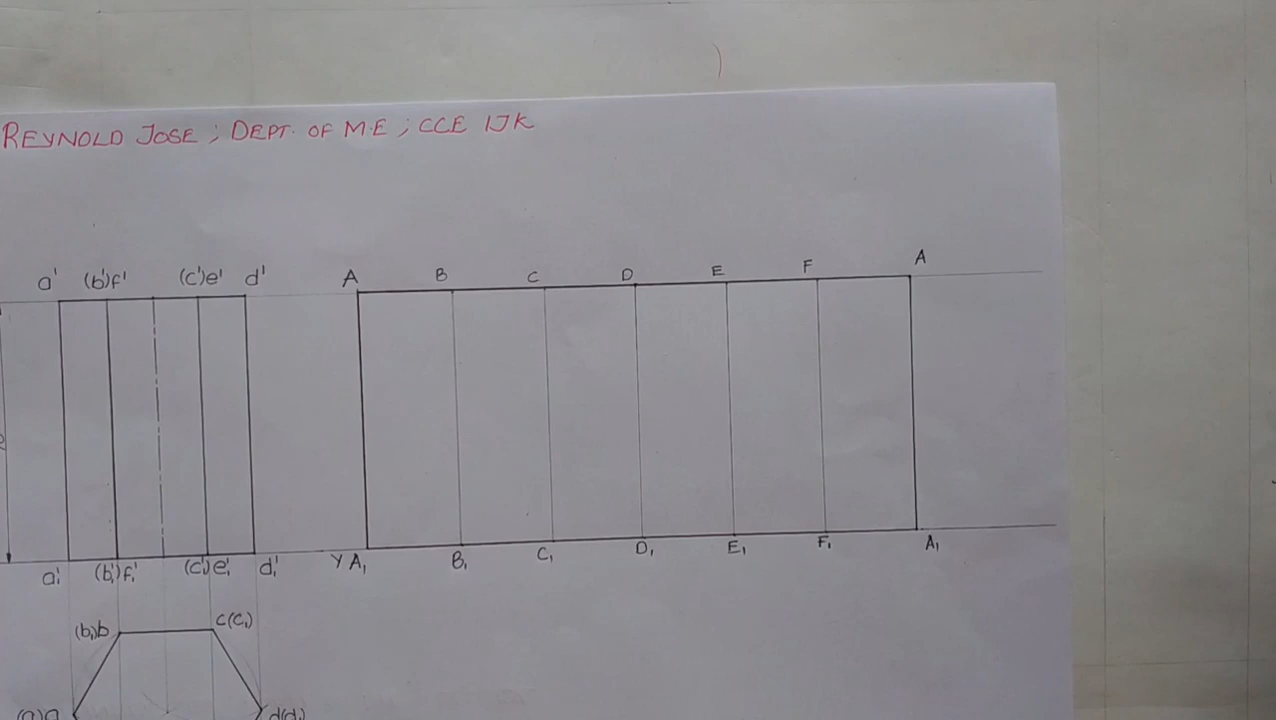 REYNOLD JOSE ; DEPT. OF M.E ; CCE IJK
a' (b')f' (c')e' d' A B C D E F A
a₁' (b₁')f₁' (c₁')e₁' d₁' Y A₁ B₁ C₁ D₁ E₁ F₁ A₁
(b₁)b c(c₁)
d(d₁)